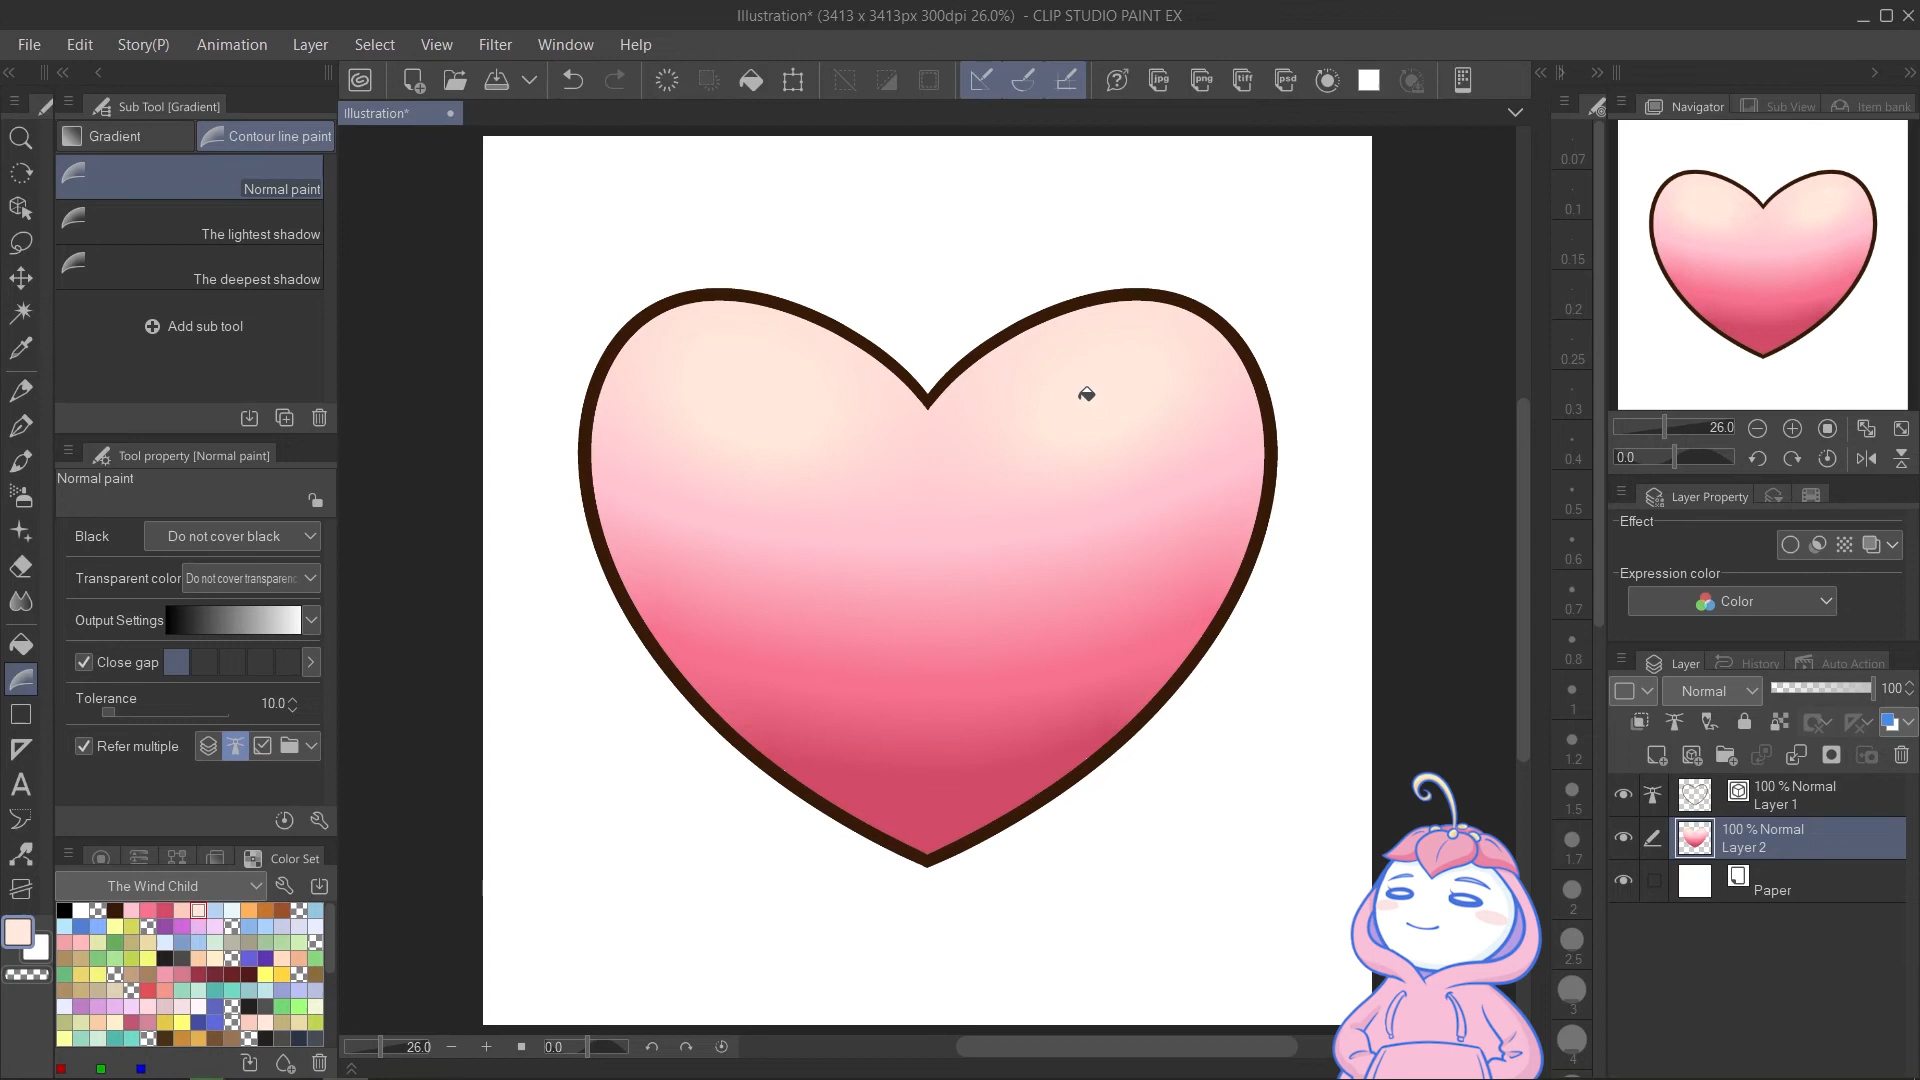 Illustration* (3413 x 3413px 300dpi 26.0%) - CLIP STUDIO PAINT EX
File Edit Story(P) Animation Layer Select View Filter Window Help
jpg png tiff psd
Sub Tool [Gradient]
Gradient
Contour line paint
Normal paint
The lightest shadow
The deepest shadow
Add sub tool
Tool property [Normal paint]
Normal paint
Black
Do not cover black
Transparent color
Do not cover transparenc
Output Settings
Close gap
Tolerance
10.0
Refer multiple
Color Set
The Wind Child
Illustration*
26.0
0.0
0.07
0.1
0.15
0.2
0.25
0.3
0.4
0.5
0.6
0.7
0.8
1
1.2
1.5
1.7
2
2.5
3
4
Navigator
Sub View
Item bank
26.0
0.0
Layer Property
Effect
Expression color
Color
Layer
History
Auto Action
Normal
100
100 % Normal
Layer 1
100 % Normal
Layer 2
Paper